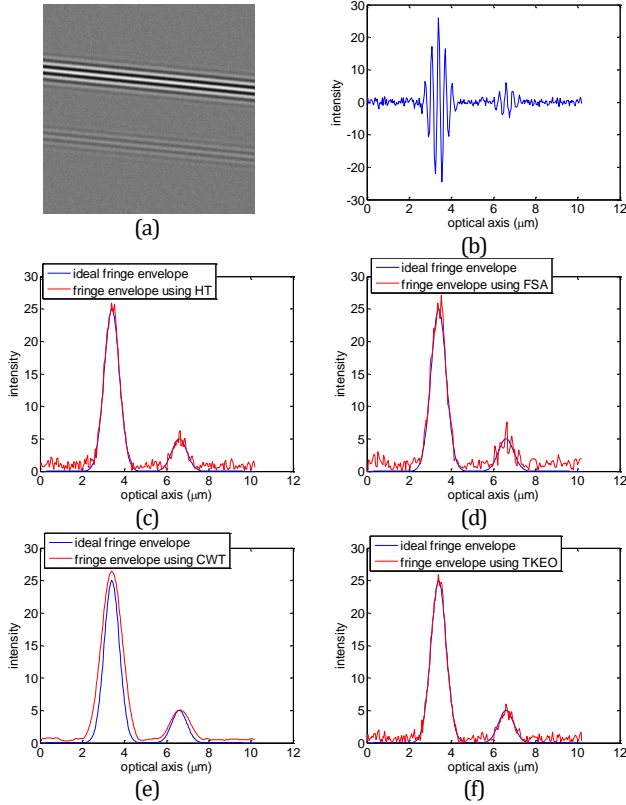 (a)
30
20
10
0
-10
-20
-30
intensity
0 2 4 6 8 10 12
optical axis (μm)
(b)
ideal fringe envelope
fringe envelope using HT
30
25
20
15
10
5
0
intensity
0 2 4 6 8 10 12
optical axis (μm)
(c)
ideal fringe envelope
fringe envelope using FSA
30
25
20
15
10
5
0
intensity
0 2 4 6 8 10 12
optical axis (μm)
(d)
ideal fringe envelope
fringe envelope using CWT
30
25
20
15
10
5
0
intensity
0 2 4 6 8 10 12
optical axis (μm)
(e)
ideal fringe envelope
fringe envelope using TKEO
30
25
20
15
10
5
0
intensity
0 2 4 6 8 10 12
optical axis (μm)
(f)